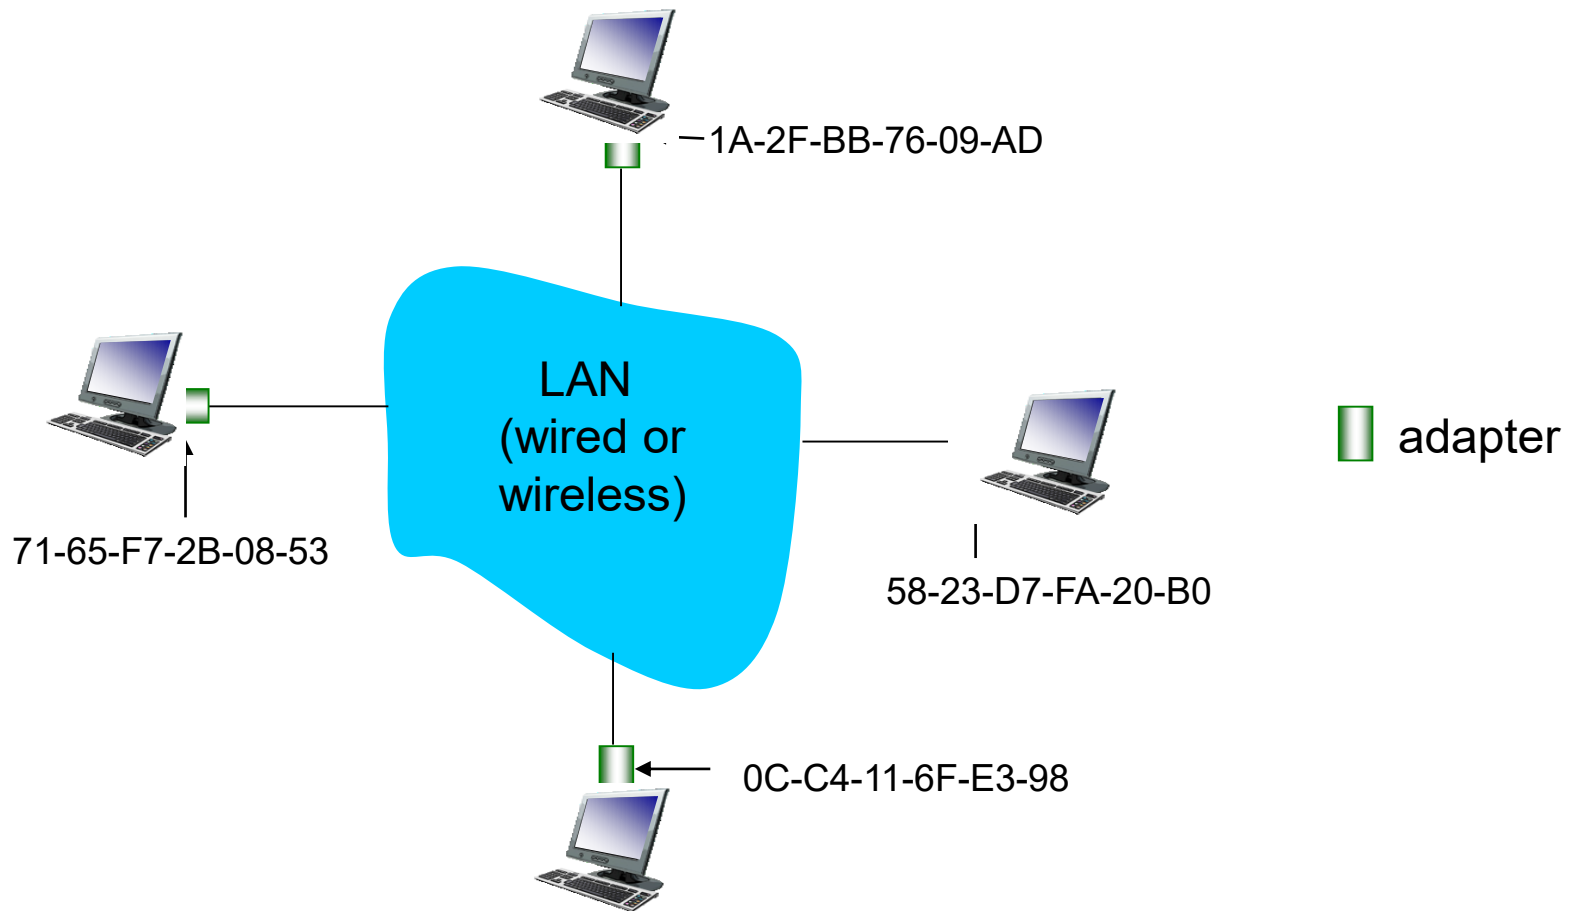 1A-2F-BB-76-09-AD
LAN
(wired or
wireless)
adapter
71-65-F7-2B-08-53
58-23-D7-FA-20-B0
0C-C4-11-6F-E3-98